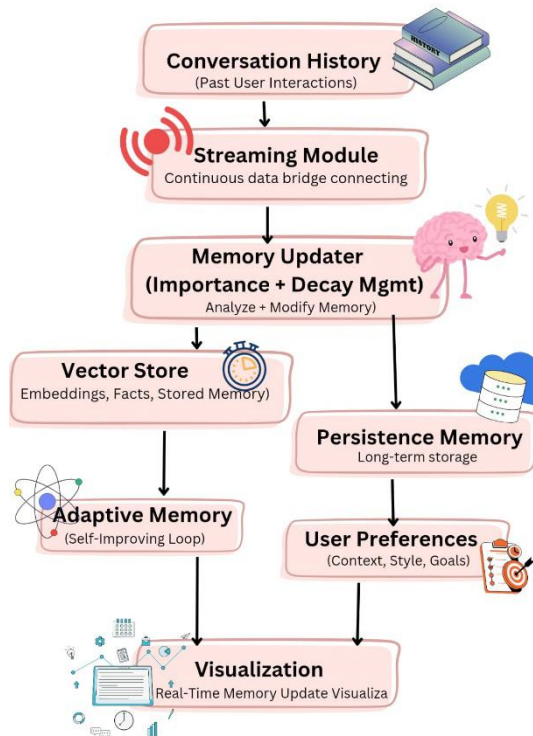 HISTORY
Conversation History
(Past User Interactions)
Streaming Module
Continuous data bridge connecting
Memory Updater
(Importance + Decay Mgmt)
Analyze + Modify Memory)
Vector Store
Embeddings, Facts, Stored Memory)
Persistence Memory
Long-term storage
Adaptive Memory
(Self-Improving Loop)
User Preferences
(Context, Style, Goals)
Visualization
Real-Time Memory Update Visualiza